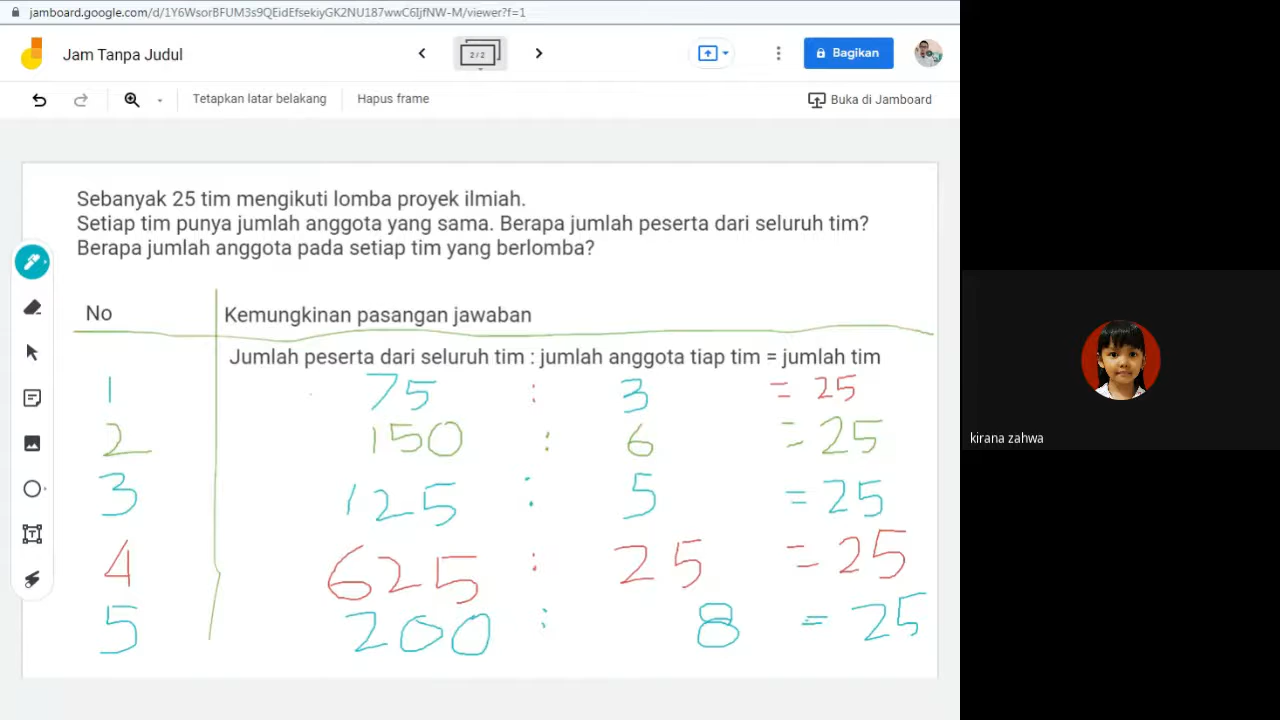 jamboard.google.com/d/1Y6WsorBFUM3s9QEidEfsekiyGK2NU187wwC6IjfNW-M/viewer?f=1
Jam Tanpa Judul
2/2
Bagikan
Tetapkan latar belakang
Hapus frame
Buka di Jamboard
Sebanyak 25 tim mengikuti lomba proyek ilmiah.
Setiap tim punya jumlah anggota yang sama. Berapa jumlah peserta dari seluruh tim?
Berapa jumlah anggota pada setiap tim yang berlomba?
No Kemungkinan pasangan jawaban
Jumlah peserta dari seluruh tim : jumlah anggota tiap tim = jumlah tim
1 75 : 3 = 25
2 150 : 6 = 25
3 125 : 5 = 25
4 625 : 25 = 25
5 200 : 8 = 25
kirana zahwa